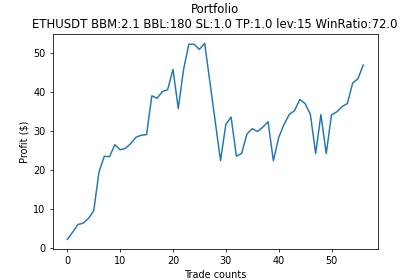 Portfolio
ETHUSDT BBM:2.1 BBL:180 SL:1.0 TP:1.0 lev:15 WinRatio:72.0
Profit ($)
50
40
30
20
10
0
0 10 20 30 40 50
Trade counts